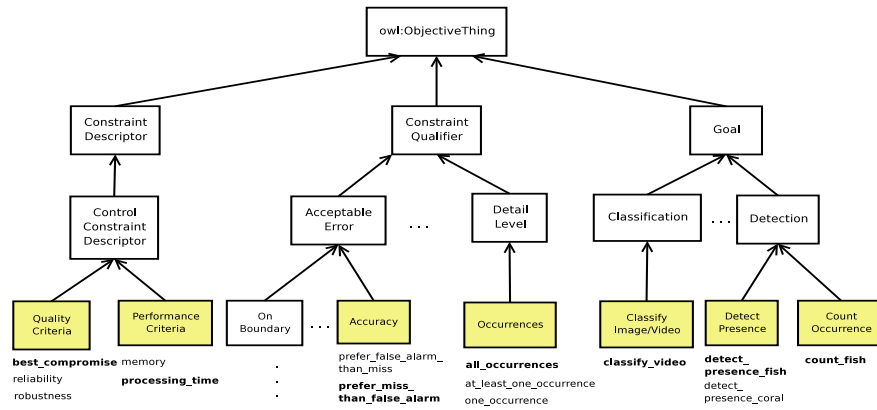 owl:ObjectiveThing
Constraint
Descriptor
Constraint
Qualifier
Goal
Control
Constraint
Descriptor
Acceptable
Error
. . .
Detail
Level
Classification
. . .
Detection
Quality
Criteria
Performance
Criteria
On
Boundary
. . .
Accuracy
Occurrences
Classify
Image/Video
Detect
Presence
Count
Occurrence
best_compromise
reliability
robustness
memory
processing_time
.
.
.
prefer_false_alarm_
than_miss
prefer_miss_
than_false_alarm
all_occurrences
at_least_one_occurrence
one_occurrence
classify_video
detect_
presence_fish
detect_
presence_coral
count_fish